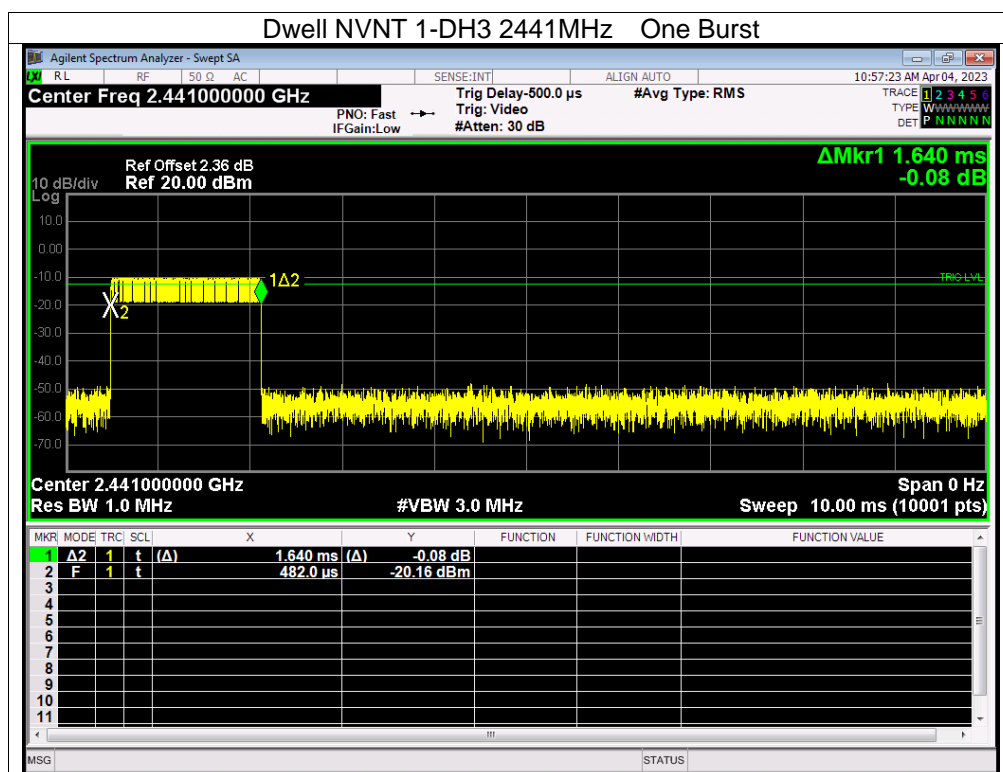 Dwell NVNT 1-DH3 2441MHz One Burst
Agilent Spectrum Analyzer - Swept SA
LXI RL RF 50 Ω AC SENSE:INT ALIGN AUTO 10:57:23 AM Apr 04, 2023
Center Freq 2.441000000 GHz Trig Delay-500.0 µs #Avg Type: RMS TRACE 1 2 3 4 5 6
PNO: Fast Trig: Video TYPE WWWWWW
IFGain:Low #Atten: 30 dB DET P N N N N N
ΔMkr1 1.640 ms
Ref Offset 2.36 dB
10 dB/div Ref 20.00 dBm -0.08 dB
Log
10.0
0.00
-10.0 1Δ2 TRIG LVL
-20.0 2
-30.0
-40.0
-50.0
-60.0
-70.0
Center 2.441000000 GHz Span 0 Hz
Res BW 1.0 MHz #VBW 3.0 MHz Sweep 10.00 ms (10001 pts)
MKR MODE TRC SCL X Y FUNCTION FUNCTION WIDTH FUNCTION VALUE
1 Δ2 1 t (Δ) 1.640 ms (Δ) -0.08 dB
2 F 1 t 482.0 µs -20.16 dBm
3
4
5
6
7
8
9
10
11
MSG STATUS